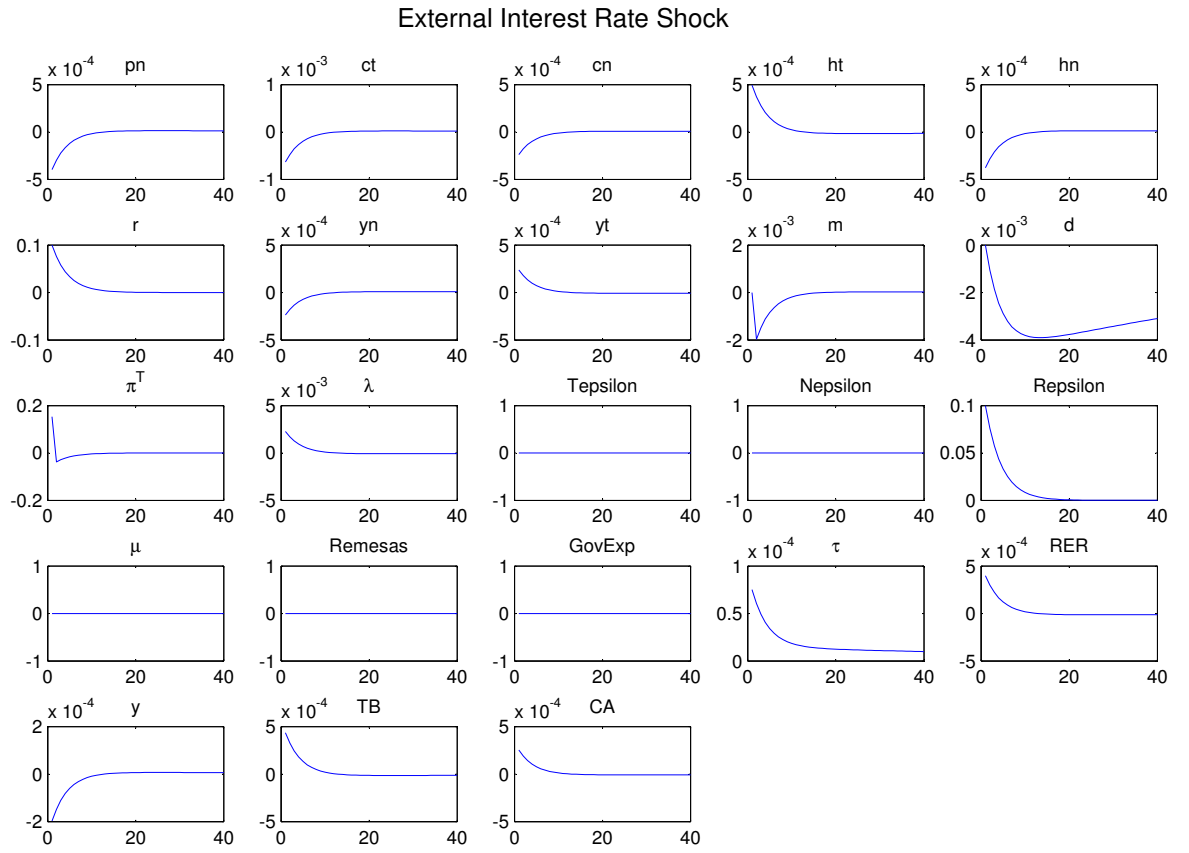 External Interest Rate Shock
x 10^-4 pn
5
0
-5
0 20 40
x 10^-3 ct
1
0
-1
0 20 40
x 10^-4 cn
5
0
-5
0 20 40
x 10^-4 ht
5
0
-5
0 20 40
x 10^-4 hn
5
0
-5
0 20 40
r
0.1
0
-0.1
0 20 40
x 10^-4 yn
5
0
-5
0 20 40
x 10^-4 yt
5
0
-5
0 20 40
x 10^-3 m
2
0
-2
0 20 40
x 10^-3 d
0
-2
-4
0 20 40
π^T
0.2
0
-0.2
0 20 40
x 10^-3 λ
5
0
-5
0 20 40
Tepsilon
1
0
-1
0 20 40
Nepsilon
1
0
-1
0 20 40
Repsilon
0.1
0.05
0
0 20 40
μ
1
0
-1
0 20 40
Remesas
1
0
-1
0 20 40
GovExp
1
0
-1
0 20 40
x 10^-4 τ
1
0.5
0
0 20 40
x 10^-4 RER
5
0
-5
0 20 40
x 10^-4 y
2
0
-2
0 20 40
x 10^-4 TB
5
0
-5
0 20 40
x 10^-4 CA
5
0
-5
0 20 40